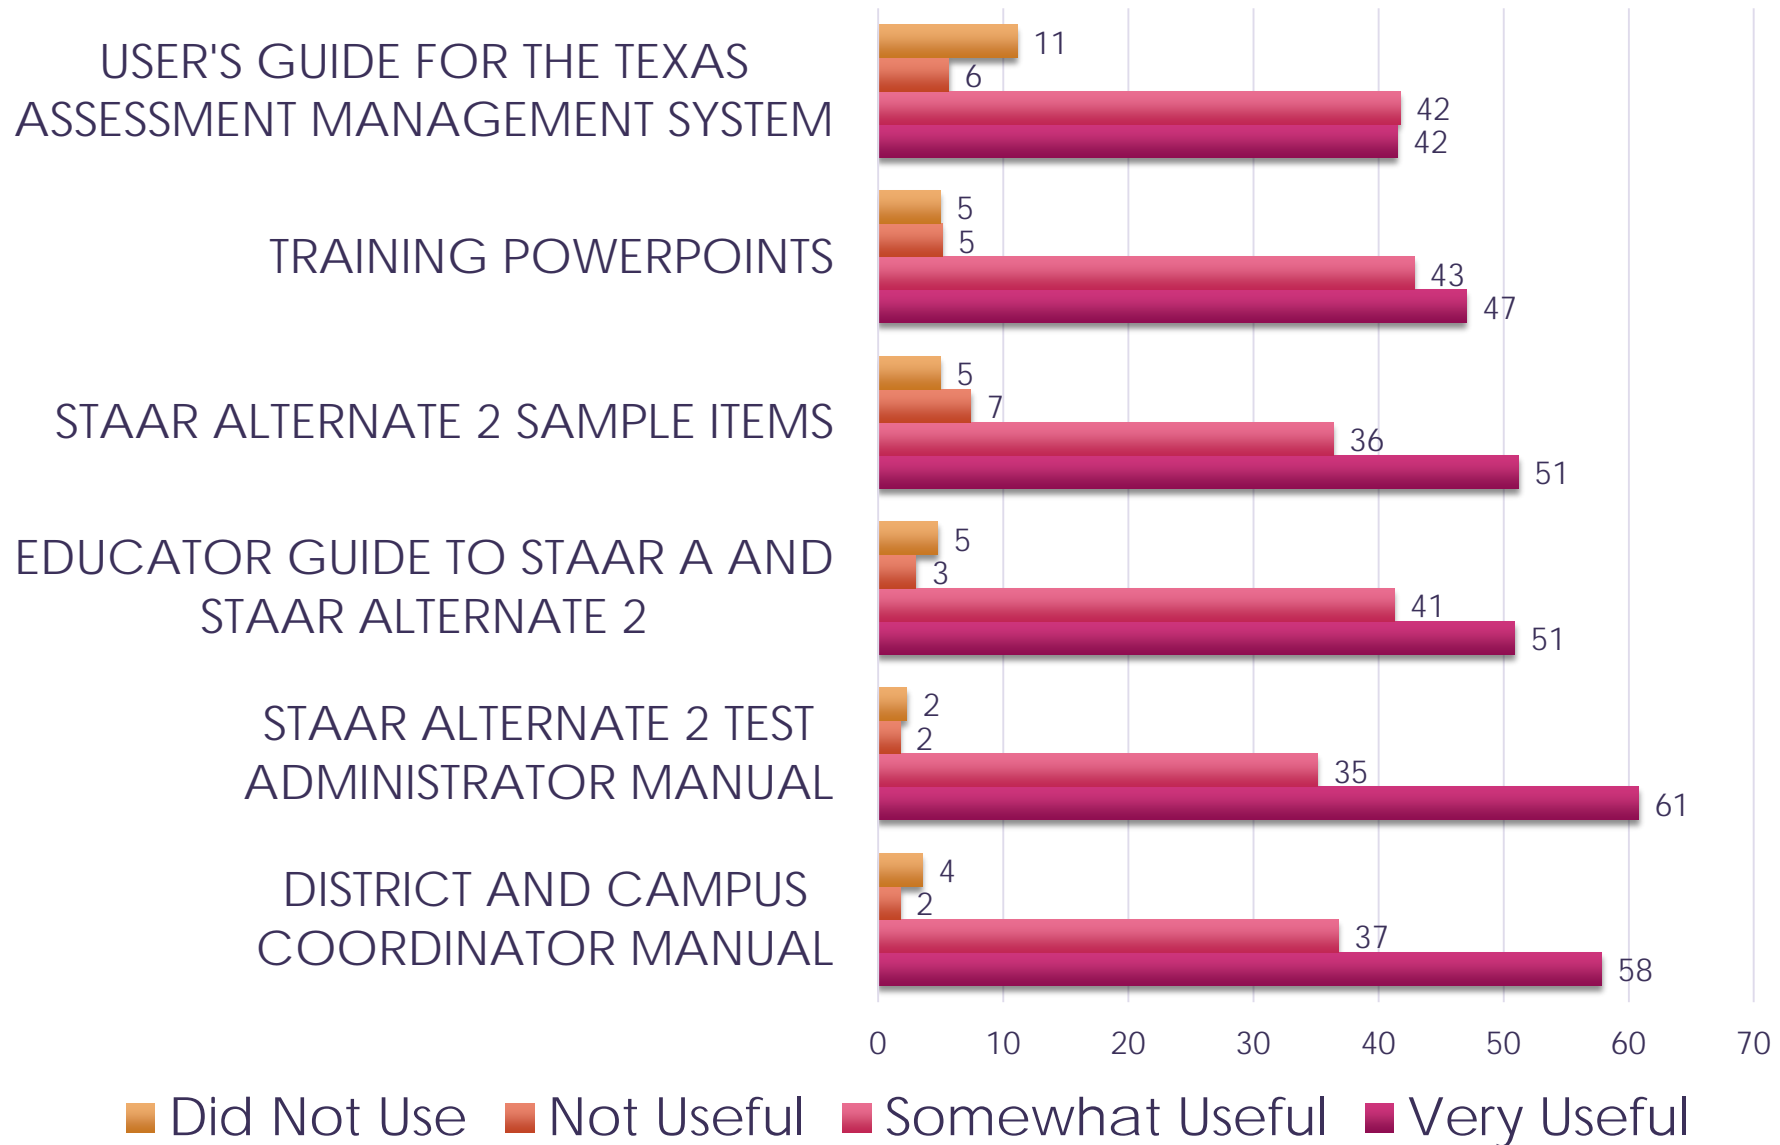 USER'S GUIDE FOR THE TEXAS
ASSESSMENT MANAGEMENT SYSTEM
11
6
42
42
TRAINING POWERPOINTS
5
5
43
47
STAAR ALTERNATE 2 SAMPLE ITEMS
5
7
36
51
EDUCATOR GUIDE TO STAAR A AND
STAAR ALTERNATE 2
5
3
41
51
STAAR ALTERNATE 2 TEST
ADMINISTRATOR MANUAL
2
2
35
61
DISTRICT AND CAMPUS
COORDINATOR MANUAL
4
2
37
58
0 10 20 30 40 50 60 70
Did Not Use Not Useful Somewhat Useful Very Useful